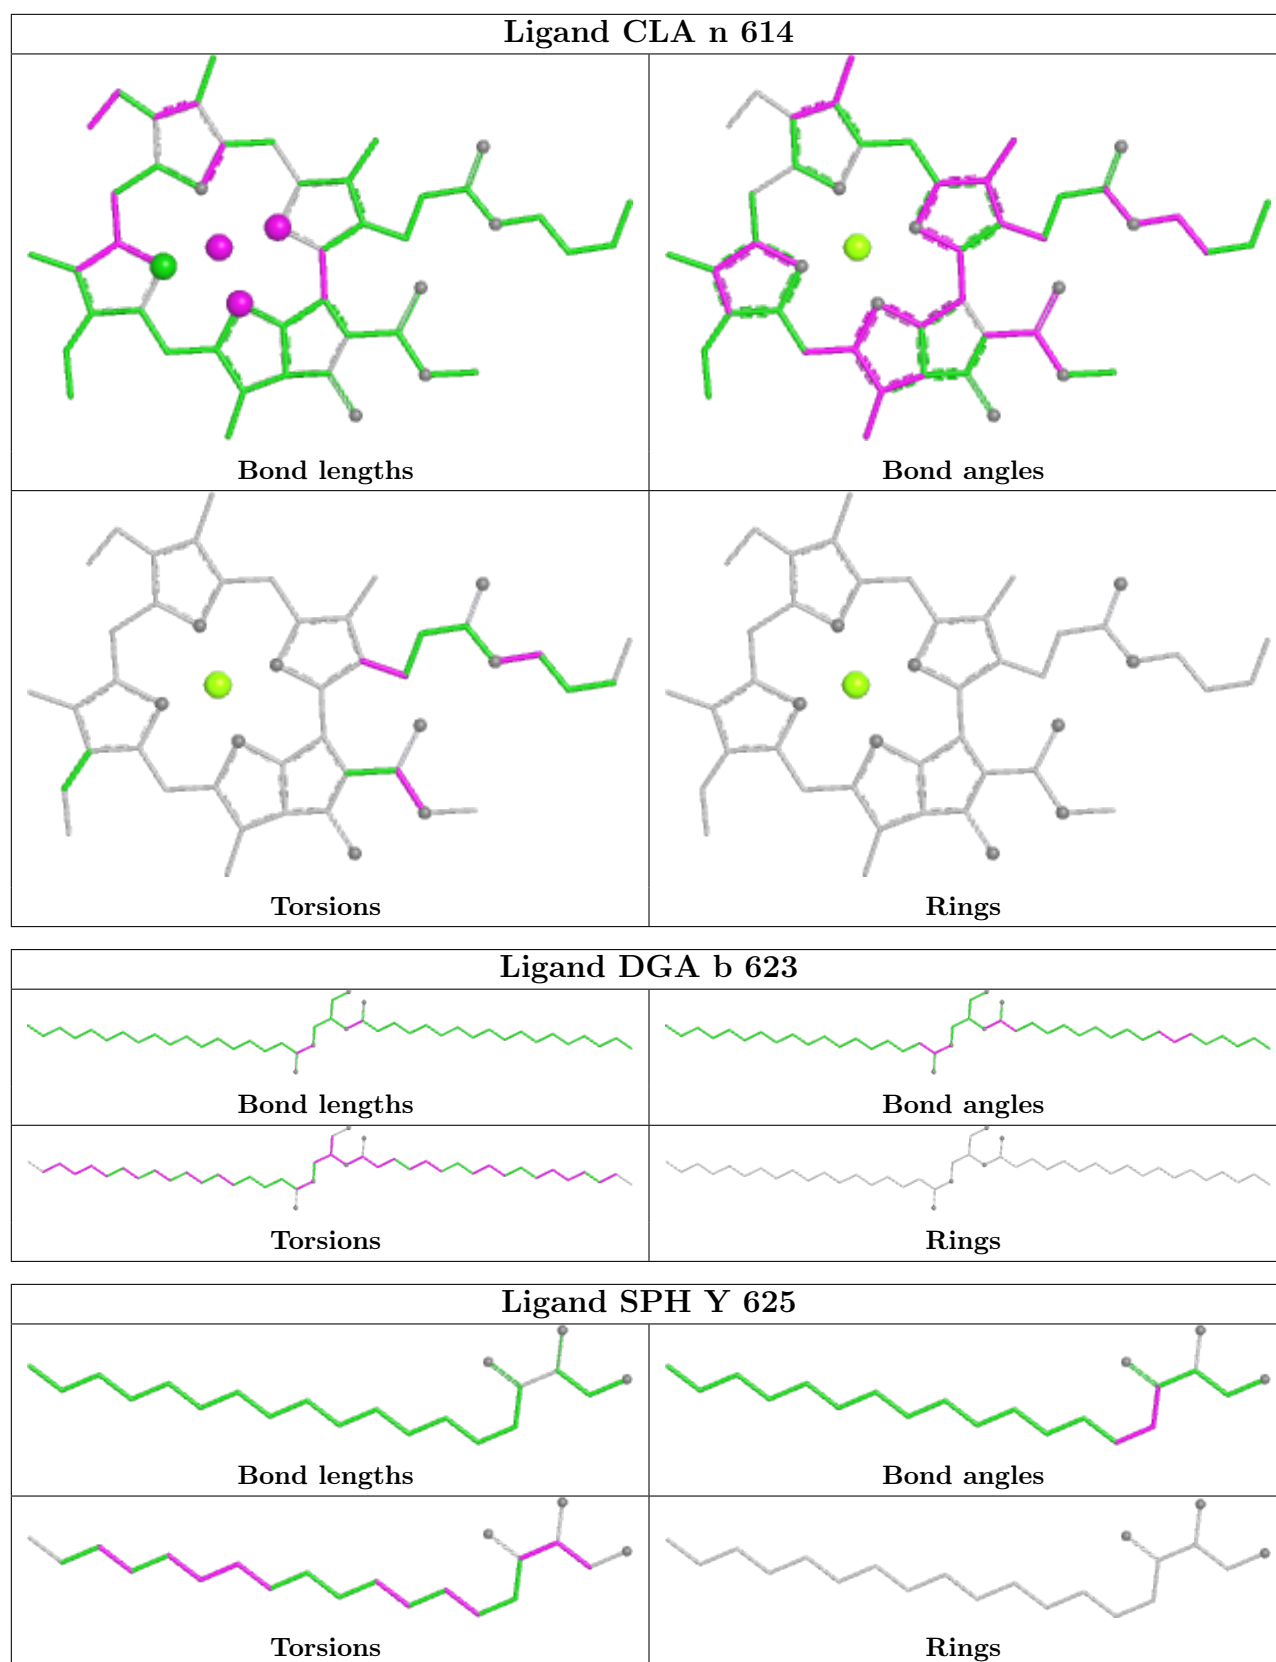 Ligand CLA n 614
Bond lengths
Bond angles
Torsions
Rings
Ligand DGA b 623
Bond lengths
Bond angles
Torsions
Rings
Ligand SPH Y 625
Bond lengths
Bond angles
Torsions
Rings